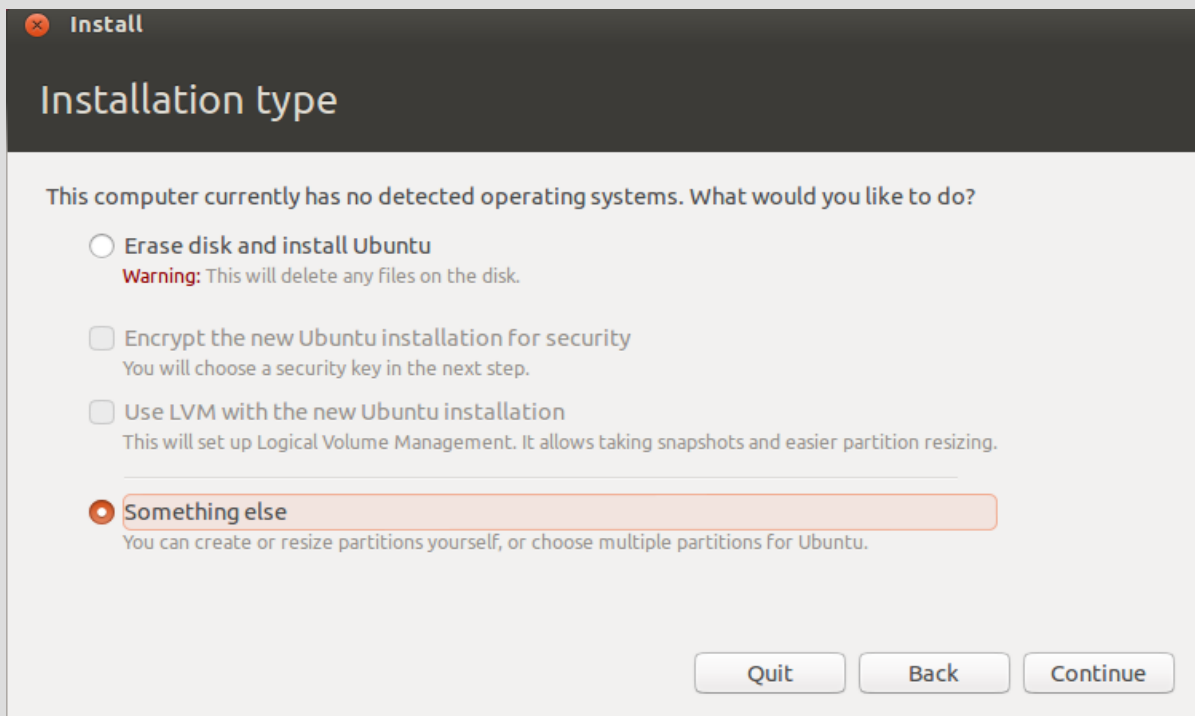 Install
Installation type
This computer currently has no detected operating systems. What would you like to do?
Erase disk and install Ubuntu
Warning: This will delete any files on the disk.
Encrypt the new Ubuntu installation for security
You will choose a security key in the next step.
Use LVM with the new Ubuntu installation
This will set up Logical Volume Management. It allows taking snapshots and easier partition resizing.
Something else
You can create or resize partitions yourself, or choose multiple partitions for Ubuntu.
Quit Back Continue